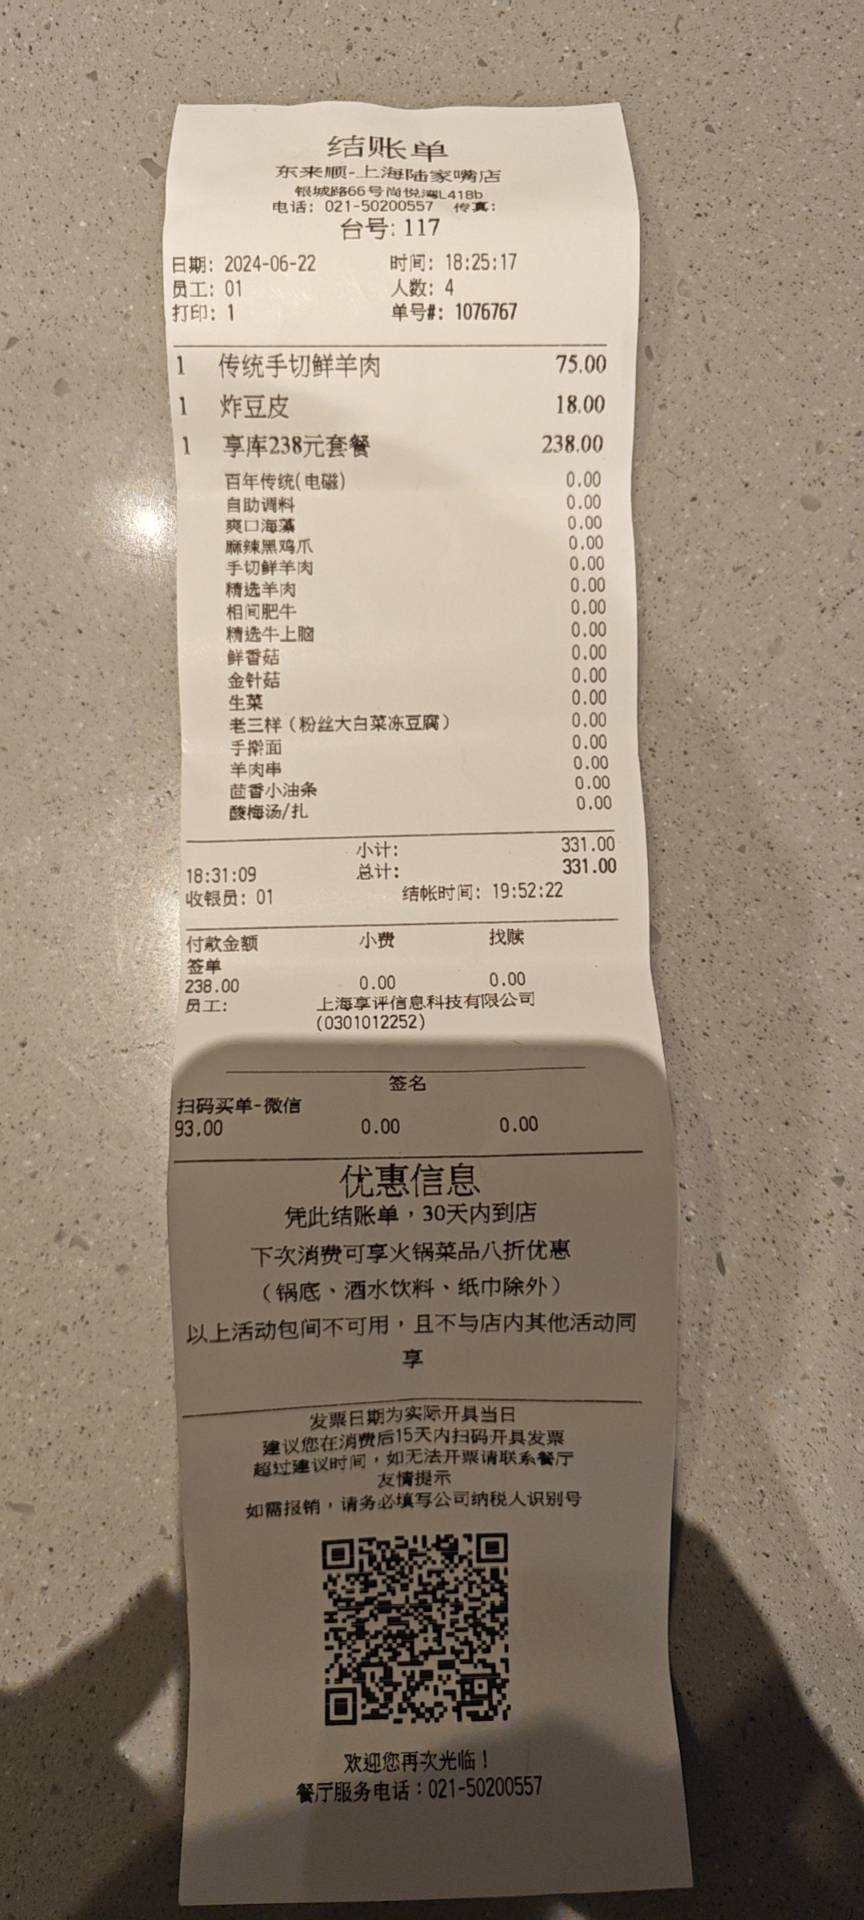 结账单
东来顺-上海陆家嘴店
银城路66号尚悦湾L418b
电话: 021-50200557 传真:
台号: 117
日期: 2024-06-22 时间: 18:25:17
员工: 01 人数: 4
打印: 1 单号#: 1076767
1 传统手切鲜羊肉 75.00
1 炸豆皮 18.00
1 享库238元套餐 238.00
百年传统(电磁) 0.00
自助调料 0.00
爽口海藻 0.00
麻辣黑鸡爪 0.00
手切鲜羊肉 0.00
精选羊肉 0.00
相间肥牛 0.00
精选牛上脑 0.00
鲜香菇 0.00
金针菇 0.00
生菜 0.00
老三样（粉丝大白菜冻豆腐） 0.00
手擀面 0.00
羊肉串 0.00
茴香小油条 0.00
酸梅汤/扎 0.00
小计: 331.00
18:31:09 总计: 331.00
收银员: 01 结帐时间: 19:52:22
付款金额 小费 找赎
签单
238.00 0.00 0.00
员工: 上海享评信息科技有限公司
(0301012252)
签名
扫码买单-微信
93.00 0.00 0.00
优惠信息
凭此结账单，30天内到店
下次消费可享火锅菜品八折优惠
（锅底、酒水饮料、纸巾除外）
以上活动包间不可用，且不与店内其他活动同
享
发票日期为实际开具当日
建议您在消费后15天内扫码开具发票
超过建议时间，如无法开票请联系餐厅
友情提示
如需报销，请务必填写公司纳税人识别号
欢迎您再次光临！
餐厅服务电话：021-50200557